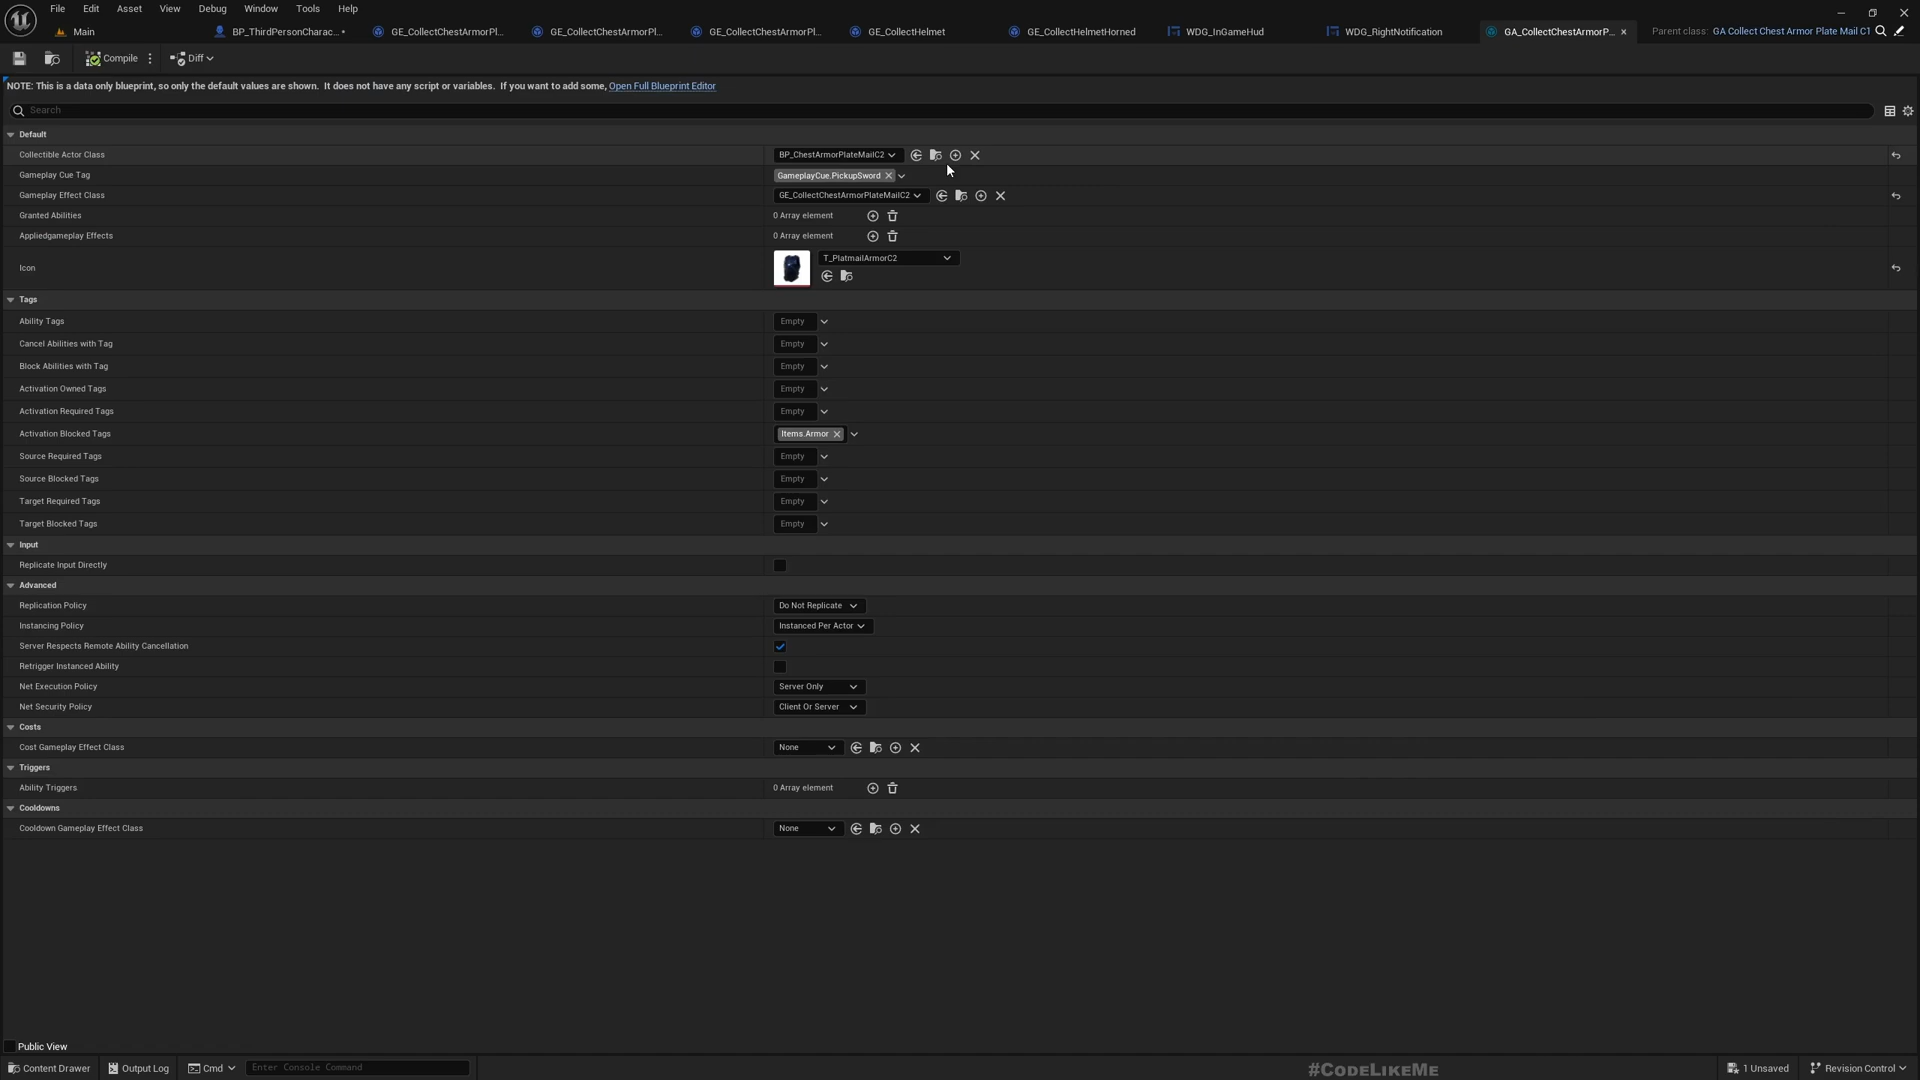 File Edit Asset View Debug Window Tools Help
Main BP_ThirdPersonCharac...* GE_CollectChestArmorPl... GE_CollectChestArmorPl... GE_CollectChestArmorPl... GE_CollectHelmet GE_CollectHelmetHorned WDG_InGameHud WDG_RightNotification GA_CollectChestArmorP... Parent class: GA Collect Chest Armor Plate Mail C1
Compile Diff
NOTE: This is a data only blueprint, so only the default values are shown. It does not have any script or variables. If you want to add some, Open Full Blueprint Editor
Search
Default
Collectible Actor Class BP_ChestArmorPlateMailC2
Gameplay Cue Tag GameplayCue.PickupSword
Gameplay Effect Class GE_CollectChestArmorPlateMailC2
Granted Abilities 0 Array element
Appliedgameplay Effects 0 Array element
Icon T_PlatmailArmorC2
Tags
Ability Tags Empty
Cancel Abilities with Tag Empty
Block Abilities with Tag Empty
Activation Owned Tags Empty
Activation Required Tags Empty
Activation Blocked Tags Items.Armor
Source Required Tags Empty
Source Blocked Tags Empty
Target Required Tags Empty
Target Blocked Tags Empty
Input
Replicate Input Directly
Advanced
Replication Policy Do Not Replicate
Instancing Policy Instanced Per Actor
Server Respects Remote Ability Cancellation
Retrigger Instanced Ability
Net Execution Policy Server Only
Net Security Policy Client Or Server
Costs
Cost Gameplay Effect Class None
Triggers
Ability Triggers 0 Array element
Cooldowns
Cooldown Gameplay Effect Class None
Public View
Content Drawer Output Log Cmd Enter Console Command #CODELIKEME 1 Unsaved Revision Control